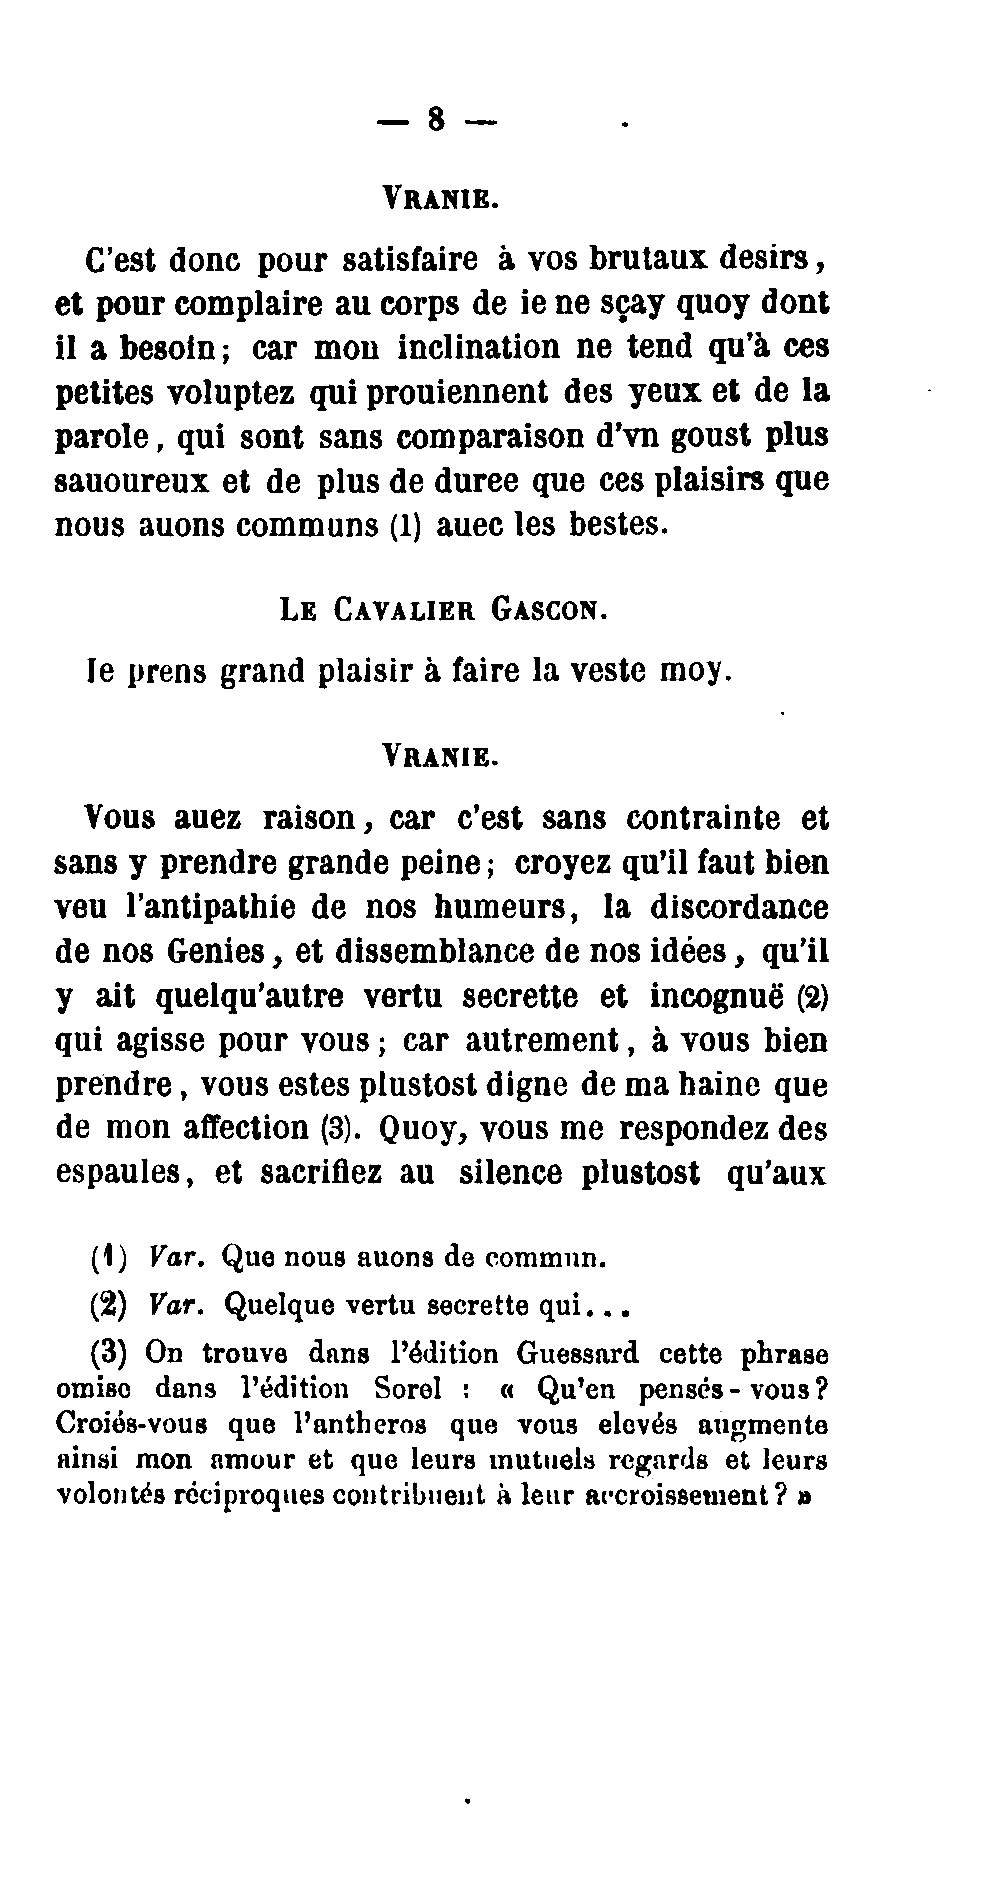 — 8 —
VRANIE.
C'est donc pour satisfaire à vos brutaux desirs,
et pour complaire au corps de ie ne sçay quoy dont
il a besoin; car mon inclination ne tend qu'à ces
petites voluptez qui prouiennent des yeux et de la
parole, qui sont sans comparaison d'vn goust plus
sauoureux et de plus de duree que ces plaisirs que
nous auons communs (1) auec les bestes.
LE CAVALIER GASCON.
Ie prens grand plaisir à faire la veste moy.
VRANIE.
Vous auez raison, car c'est sans contrainte et
sans y prendre grande peine; croyez qu'il faut bien
veu l'antipathie de nos humeurs, la discordance
de nos Genies, et dissemblance de nos idées, qu'il
y ait quelqu'autre vertu secrette et incognuë (2)
qui agisse pour vous; car autrement, à vous bien
prendre, vous estes plustost digne de ma haine que
de mon affection (3). Quoy, vous me respondez des
espaules, et sacrifiez au silence plustost qu'aux
(1) Var. Que nous auons de commun.
(2) Var. Quelque vertu secrette qui...
(3) On trouve dans l'édition Guessard cette phrase
omise dans l'édition Sorel : « Qu'en pensés-vous?
Croiés-vous que l'antheros que vous elevés augmente
ainsi mon amour et que leurs mutuels regards et leurs
volontés réciproques contribuent à leur accroissement? »